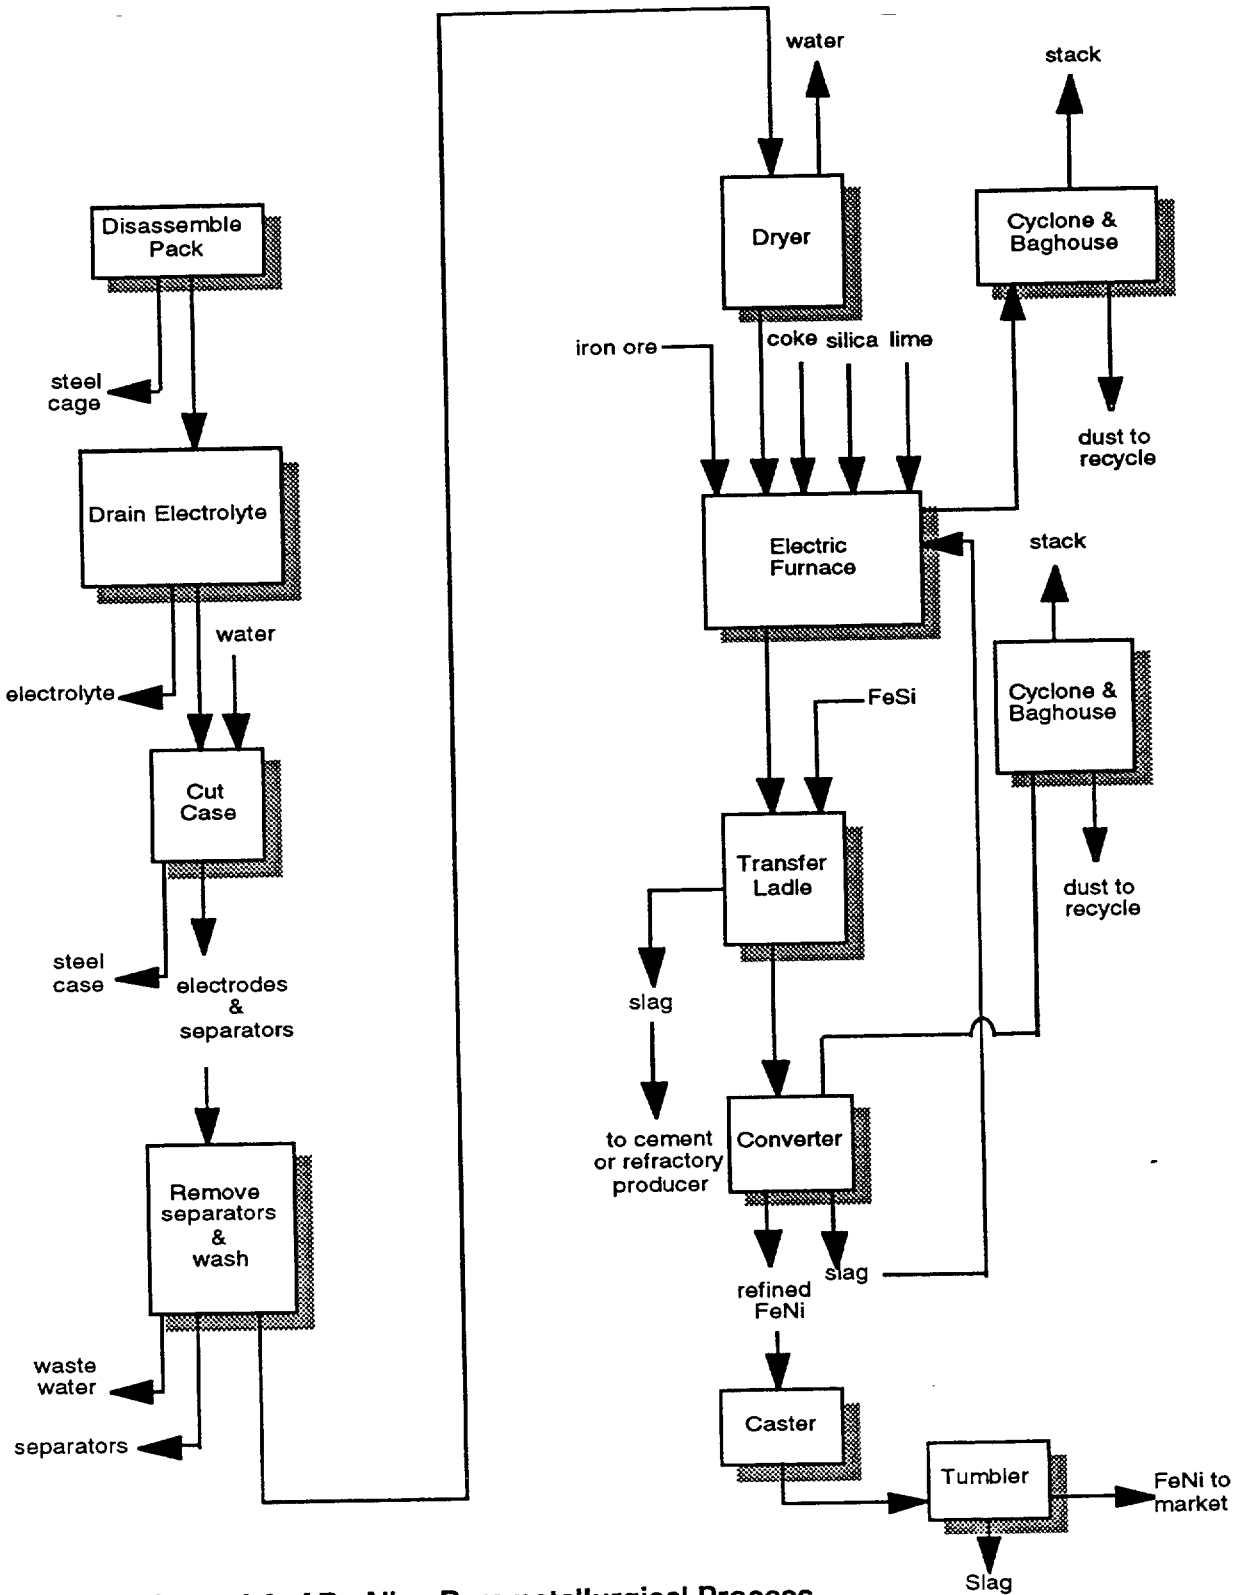 water
stack
Disassemble
Pack
Dryer
Cyclone &
Baghouse
steel
cage
iron ore
coke silica lime
dust to
recycle
Drain Electrolyte
Electric
Furnace
stack
water
electrolyte
FeSi
Cyclone &
Baghouse
Cut
Case
Transfer
Ladle
dust to
recycle
steel
case
electrodes
&
separators
slag
to cement
or refractory
producer
Converter
Remove
separators
&
wash
slag
refined
FeNi
waste
water
separators
Caster
Tumbler
FeNi to
market
Slag
Pyrometallurgical Process